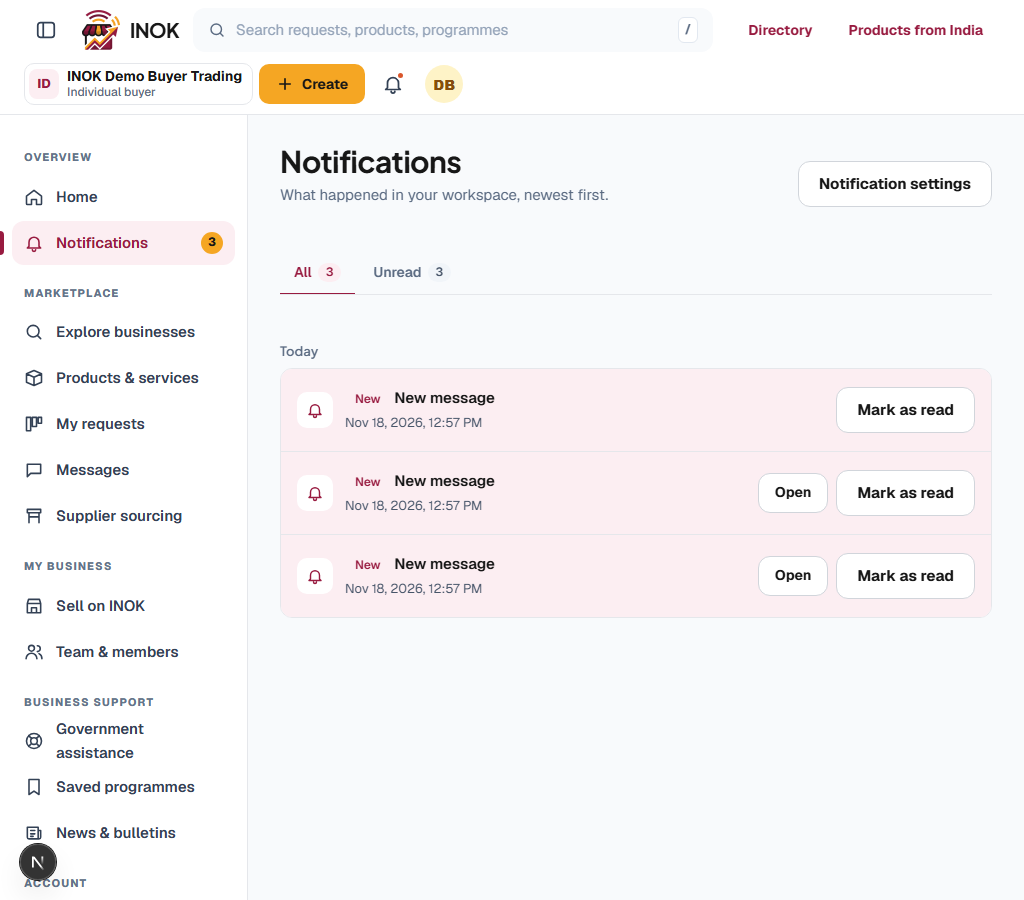 INOK
Search requests, products, programmes
/
Directory
Products from India
ID
INOK Demo Buyer Trading
Individual buyer
+ Create
DB
OVERVIEW
Home
Notifications
3
MARKETPLACE
Explore businesses
Products & services
My requests
Messages
Supplier sourcing
MY BUSINESS
Sell on INOK
Team & members
BUSINESS SUPPORT
Government
assistance
Saved programmes
News & bulletins
N
ACCOUNT
Notifications
What happened in your workspace, newest first.
Notification settings
All 3
Unread 3
Today
New New message
Nov 18, 2026, 12:57 PM
Mark as read
New New message
Nov 18, 2026, 12:57 PM
Open
Mark as read
New New message
Nov 18, 2026, 12:57 PM
Open
Mark as read